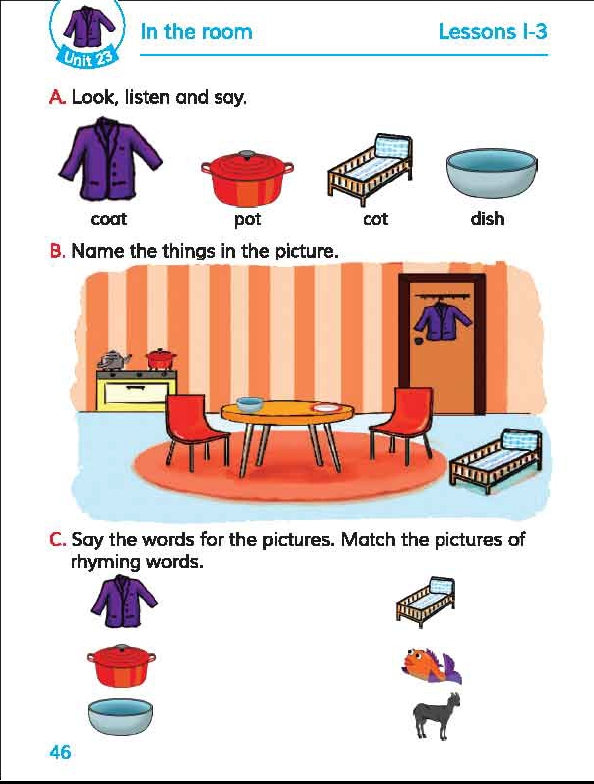 Unit 23
In the room
Lessons 1-3
A. Look, listen and say.
coat pot cot dish
B. Name the things in the picture.
C. Say the words for the pictures. Match the pictures of
rhyming words.
46